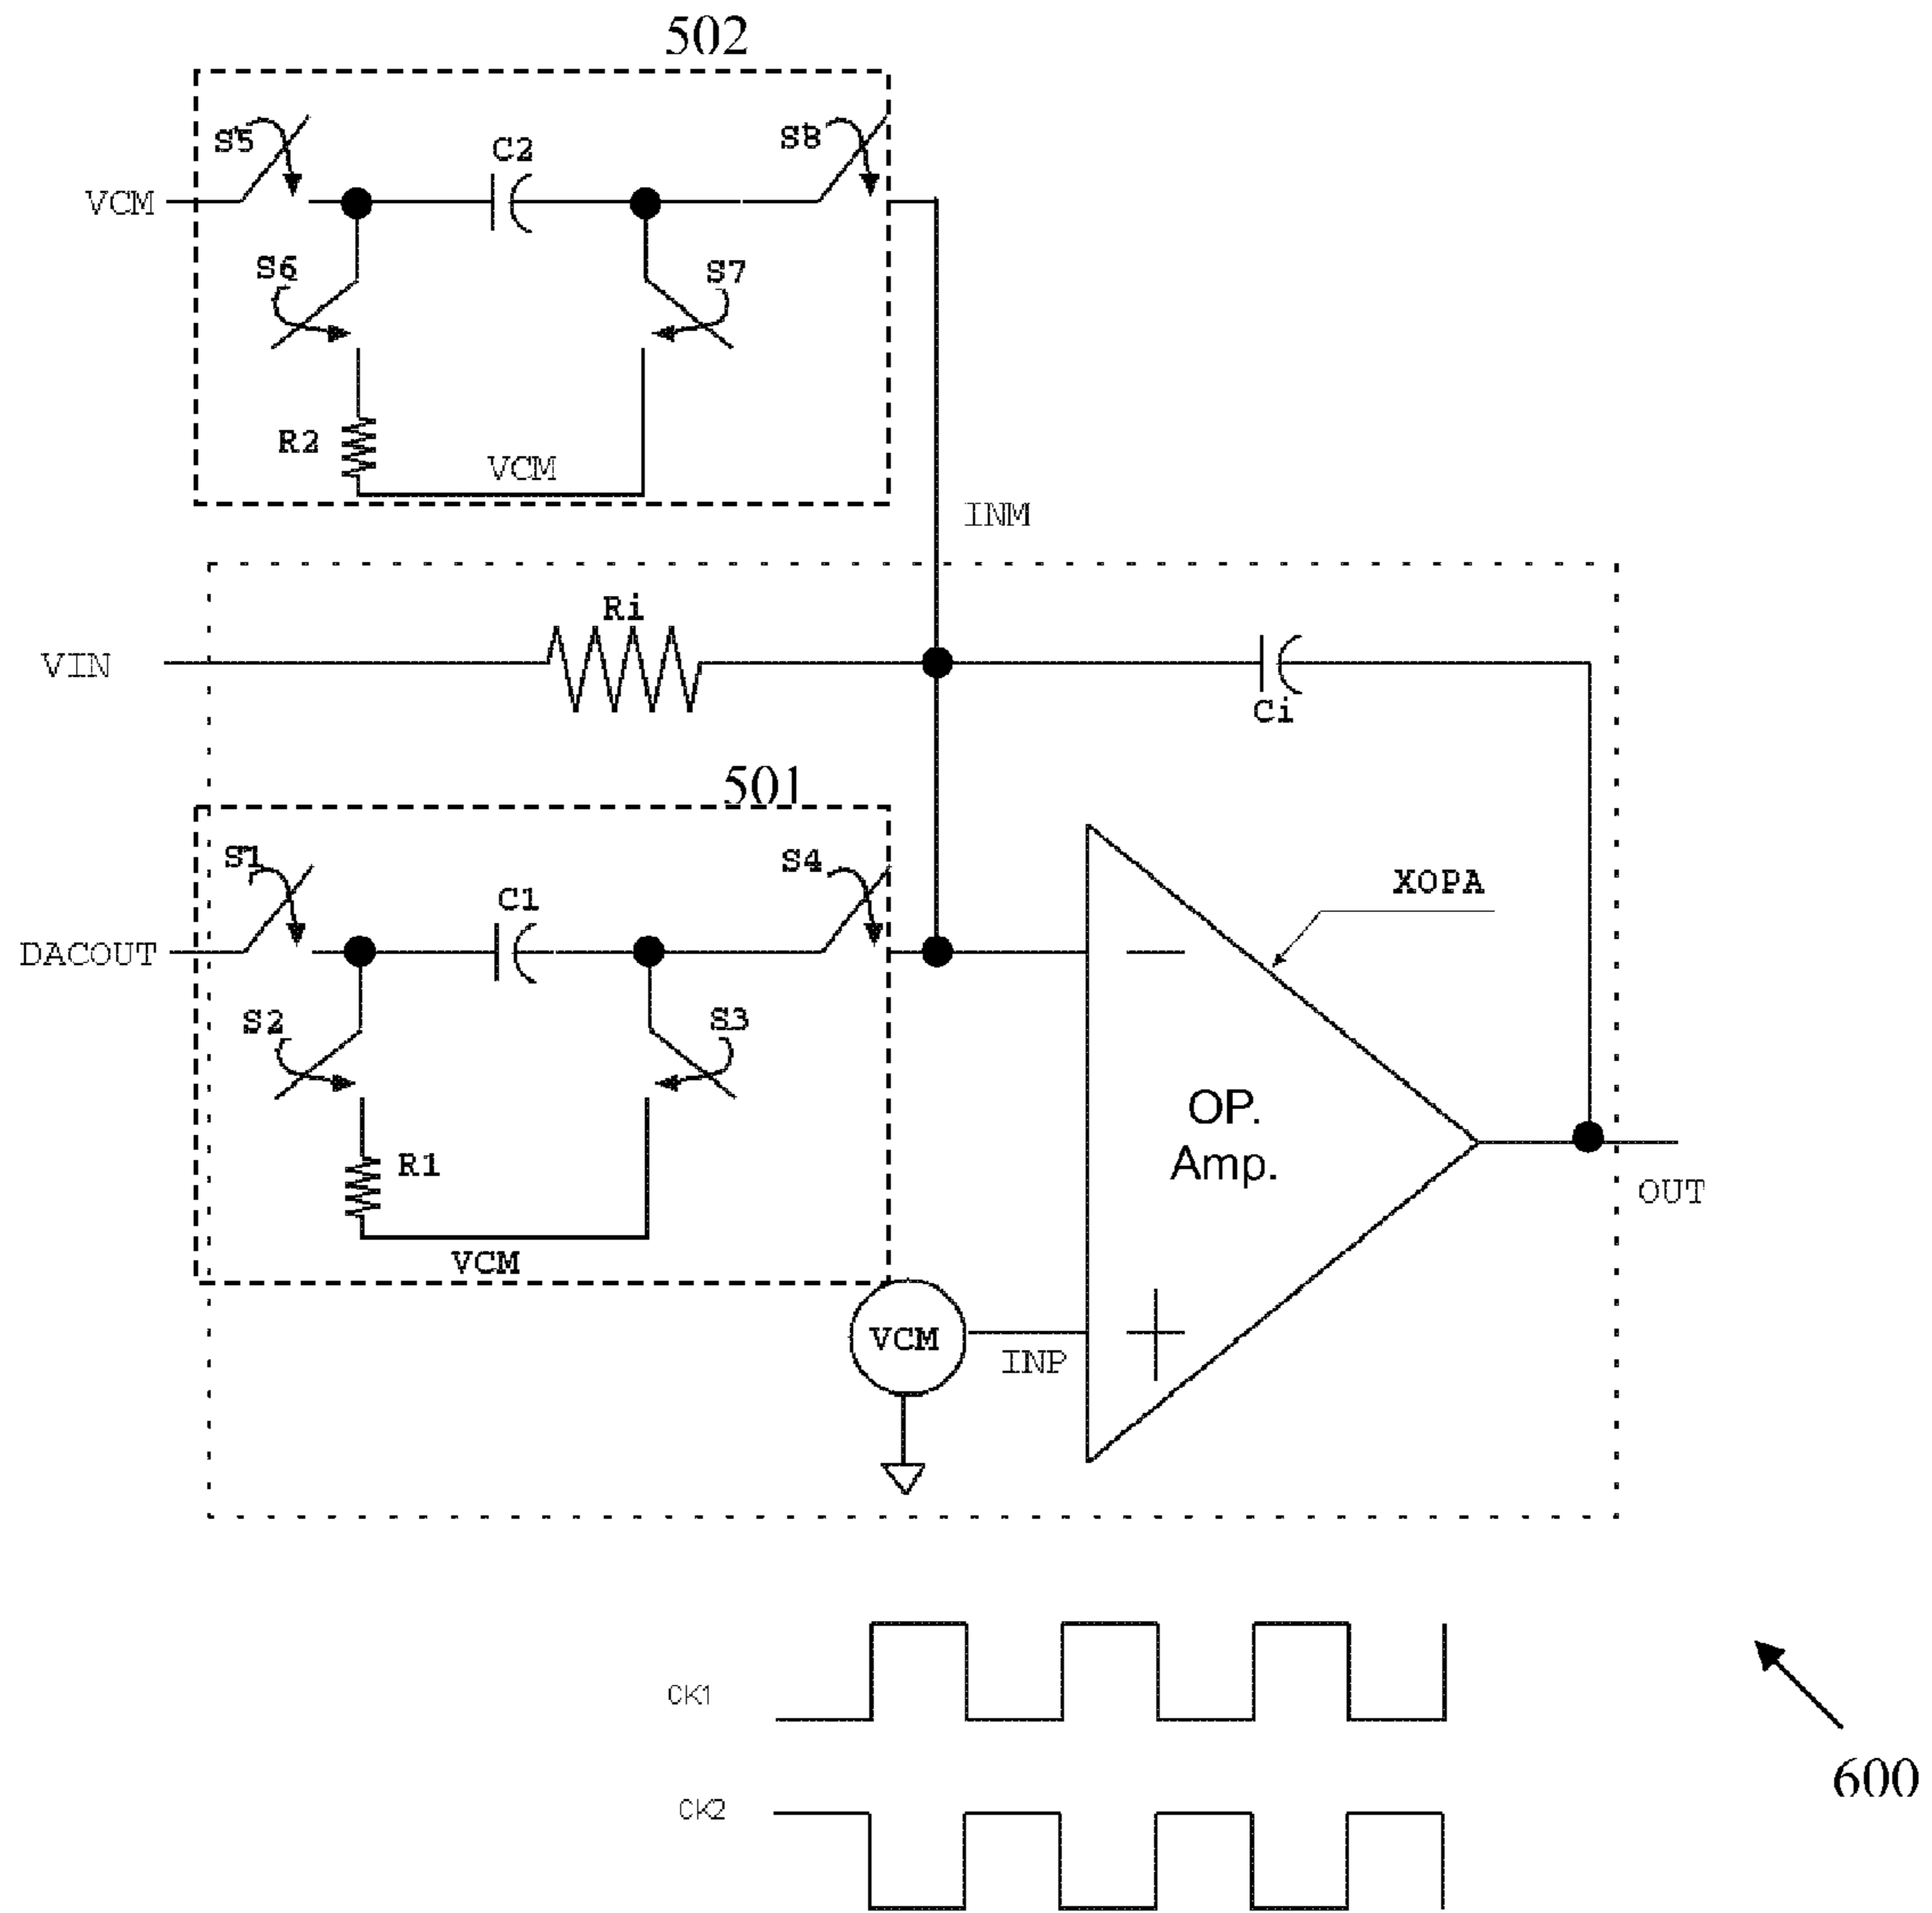 502
S5
C2
S8
VCM
S6
S7
R2
VCM
INM
Ri
VIN
Ci
501
S1
C1
S4
XOPA
DACOUT
—
S2
S3
OP.
Amp.
R1
OUT
VCM
VCM
INP
+
CK1
CK2
600